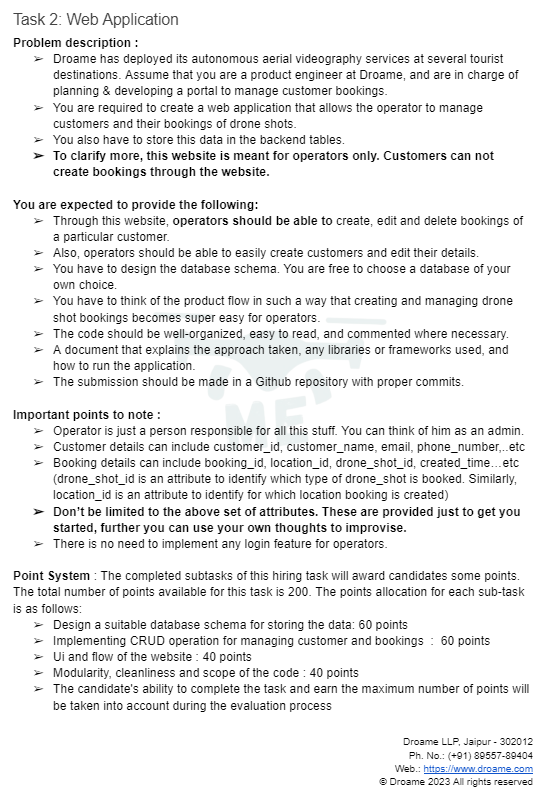 Task 2: Web Application
Problem description :
➢ Droame has deployed its autonomous aerial videography services at several tourist
destinations. Assume that you are a product engineer at Droame, and are in charge of
planning & developing a portal to manage customer bookings.
➢ You are required to create a web application that allows the operator to manage
customers and their bookings of drone shots.
➢ You also have to store this data in the backend tables.
➢ To clarify more, this website is meant for operators only. Customers can not
create bookings through the website.
You are expected to provide the following:
➢ Through this website, operators should be able to create, edit and delete bookings of
a particular customer.
➢ Also, operators should be able to easily create customers and edit their details.
➢ You have to design the database schema. You are free to choose a database of your
own choice.
➢ You have to think of the product flow in such a way that creating and managing drone
shot bookings becomes super easy for operators.
➢ The code should be well-organized, easy to read, and commented where necessary.
➢ A document that explains the approach taken, any libraries or frameworks used, and
how to run the application.
➢ The submission should be made in a Github repository with proper commits.
ME
Important points to note :
➢ Operator is just a person responsible for all this stuff. You can think of him as an admin.
➢ Customer details can include customer_id, customer_name, email, phone_number,..etc
➢ Booking details can include booking_id, location_id, drone_shot_id, created_time…etc
(drone_shot_id is an attribute to identify which type of drone_shot is booked. Similarly,
location_id is an attribute to identify for which location booking is created)
➢ Don't be limited to the above set of attributes. These are provided just to get you
started, further you can use your own thoughts to improvise.
➢ There is no need to implement any login feature for operators.
Point System : The completed subtasks of this hiring task will award candidates some points.
The total number of points available for this task is 200. The points allocation for each sub-task
is as follows:
➢ Design a suitable database schema for storing the data: 60 points
➢ Implementing CRUD operation for managing customer and bookings : 60 points
➢ Ui and flow of the website : 40 points
➢ Modularity, cleanliness and scope of the code : 40 points
➢ The candidate's ability to complete the task and earn the maximum number of points will
be taken into account during the evaluation process
Droame LLP, Jaipur - 302012
Ph. No.: (+91) 89557-89404
Web.: https://www.droame.com
© Droame 2023 All rights reserved